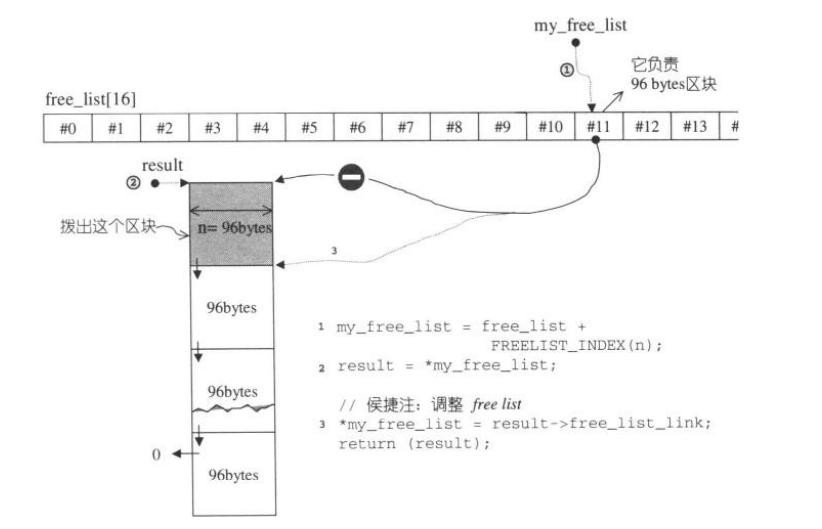 my_free_list
①
它负责
96 bytes区块
free_list[16]
#0 #1 #2 #3 #4 #5 #6 #7 #8 #9 #10 #11 #12 #13 #
result
②
拨出这个区块
n= 96bytes
3
96bytes
96bytes
0
96bytes
1 my_free_list = free_list +
FREELIST_INDEX(n);
2 result = *my_free_list;
// 侯捷注：调整 free list
3 *my_free_list = result->free_list_link;
return (result);